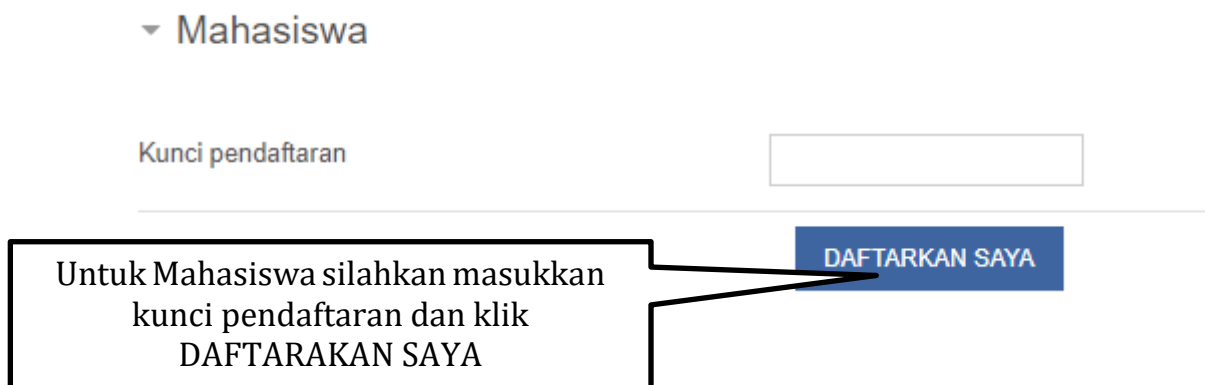 Mahasiswa
Kunci pendaftaran
DAFTARKAN SAYA
Untuk Mahasiswa silahkan masukkan
kunci pendaftaran dan klik
DAFTARAKAN SAYA